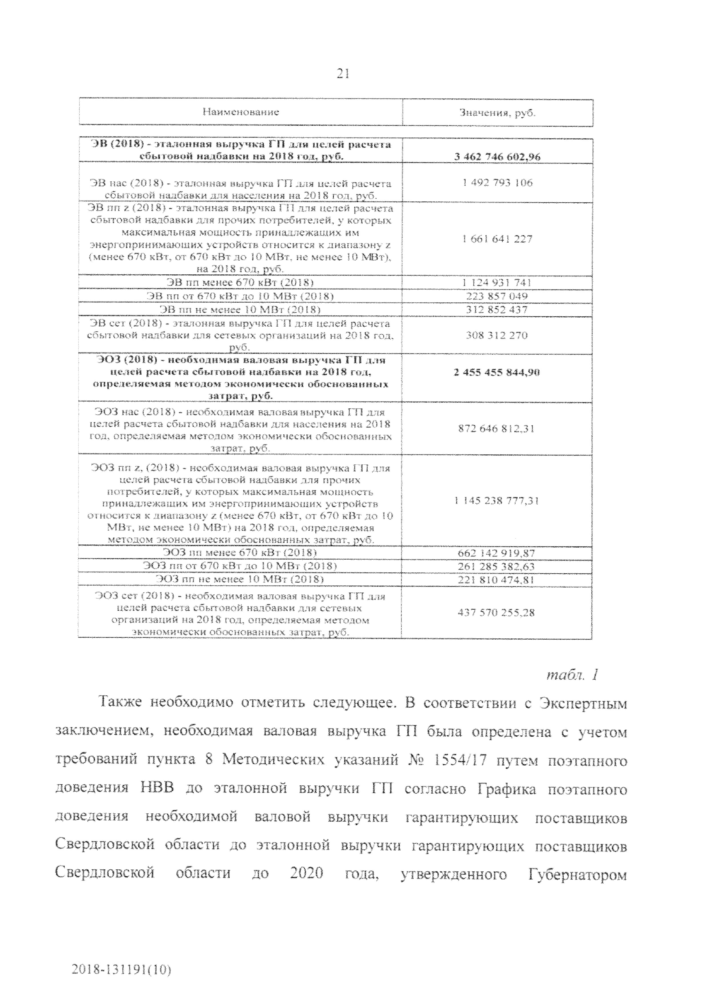 21
Наименование
Значения, руб.
ЭВ (2018) - эталонная выручка ГП для целей расчета
сбытовой надбавки на 2018 год, руб.
3 462 746 602,96
ЭВ нас (2018) - эталонная выручка ГП для целей расчета
сбытовой надбавки для населения на 2018 год, руб.
1 492 793 106
ЭВ пп z (2018) - эталонная выручка ГП для целей расчета
сбытовой надбавки для прочих потребителей, у которых
максимальная мощность принадлежащих им
энергопринимающих устройств относится к диапазону z
(менее 670 кВт, от 670 кВт до 10 МВт, не менее 10 МВт),
на 2018 год, руб.
1 661 641 227
ЭВ пп менее 670 кВт (2018)
1 124 931 741
ЭВ пп от 670 кВт до 10 МВт (2018)
223 857 049
ЭВ пп не менее 10 МВт (2018)
312 852 437
ЭВ сет (2018) - эталонная выручка ГП для целей расчета
сбытовой надбавки для сетевых организаций на 2018 год,
руб.
308 312 270
ЭОЗ (2018) - необходимая валовая выручка ГП для
целей расчета сбытовой надбавки на 2018 год,
определяемая методом экономически обоснованных
затрат, руб.
2 455 455 844,90
ЭОЗ нас (2018) - необходимая валовая выручка ГП для
целей расчета сбытовой надбавки для населения на 2018
год, определяемая методом экономически обоснованных
затрат, руб.
872 646 812,31
ЭОЗ пп z, (2018) - необходимая валовая выручка ГП для
целей расчета сбытовой надбавки для прочих
потребителей, у которых максимальная мощность
принадлежащих им энергопринимающих устройств
относится к диапазону z (менее 670 кВт, от 670 кВт до 10
МВт, не менее 10 МВт) на 2018 год, определяемая
методом экономически обоснованных затрат, руб.
1 145 238 777,31
ЭОЗ пп менее 670 кВт (2018)
662 142 919,87
ЭОЗ пп от 670 кВт до 10 МВт (2018)
261 285 382,63
ЭОЗ пп не менее 10 МВт (2018)
221 810 474,81
ЭОЗ сет (2018) - необходимая валовая выручка ГП для
целей расчета сбытовой надбавки для сетевых
организаций на 2018 год, определяемая методом
экономически обоснованных затрат, руб.
437 570 255,28
табл. 1
Также необходимо отметить следующее. В соответствии с Экспертным
заключением, необходимая валовая выручка ГП была определена с учетом
требований пункта 8 Методических указаний № 1554/17 путем поэтапного
доведения НВВ до эталонной выручки ГП согласно Графика поэтапного
доведения необходимой валовой выручки гарантирующих поставщиков
Свердловской области до эталонной выручки гарантирующих поставщиков
Свердловской области до 2020 года, утвержденного Губернатором
2018-131191(10)